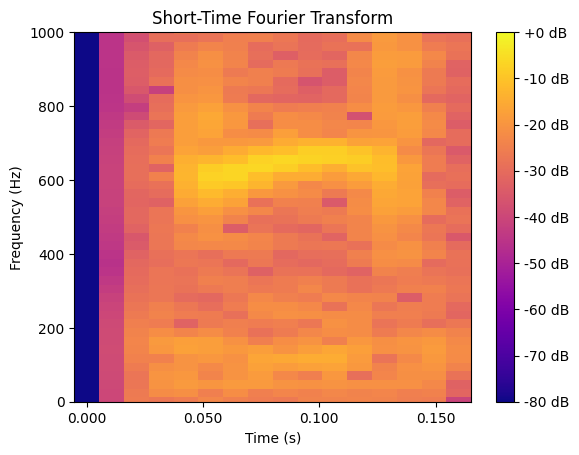 Short-Time Fourier Transform
1000
800
600
400
200
0
Frequency (Hz)
0.000
0.050
0.100
0.150
Time (s)
+0 dB
-10 dB
-20 dB
-30 dB
-40 dB
-50 dB
-60 dB
-70 dB
-80 dB